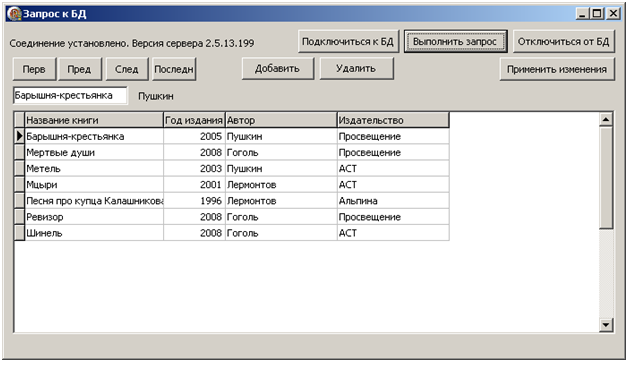 Запрос к БД
Соединение установлено. Версия сервера 2.5.13.199 Подключиться к БД Выполнить запрос Отключиться от БД
Перв Пред След Последн Добавить Удалить Применить изменения
Барышня-крестьянка Пушкин
Название книги Год издания Автор Издательство
Барышня-крестьянка 2005 Пушкин Просвещение
Мертвые души 2008 Гоголь Просвещение
Метель 2003 Пушкин АСТ
Мцыри 2001 Лермонтов АСТ
Песня про купца Калашникова 1996 Лермонтов Альпина
Ревизор 2008 Гоголь Просвещение
Шинель 2008 Гоголь АСТ